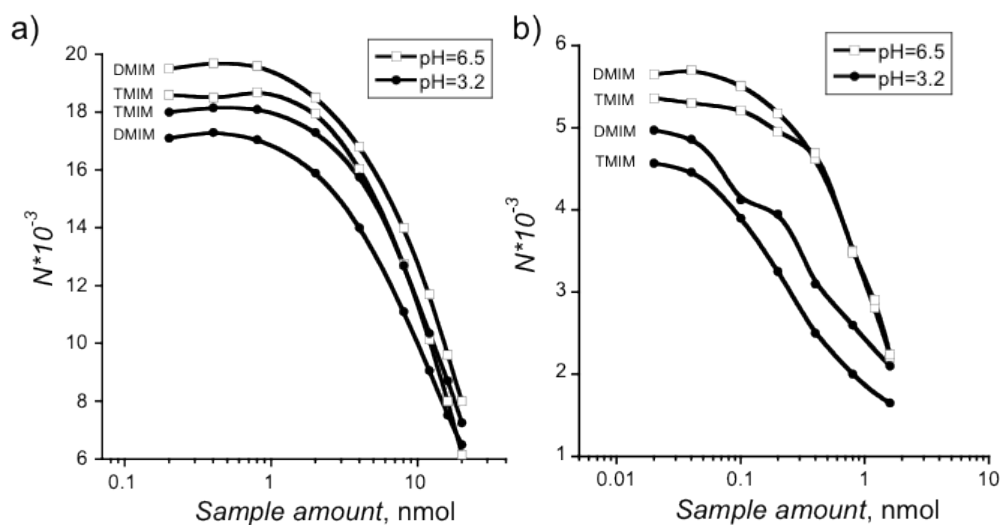 a)
pH=6.5
pH=3.2
DMIM
TMIM
TMIM
DMIM
20
18
16
14
12
10
8
6
N*10⁻³
0.1
1
10
Sample amount, nmol
b)
pH=6.5
pH=3.2
DMIM
TMIM
DMIM
TMIM
6
5
4
3
2
1
N*10⁻³
0.01
0.1
1
10
Sample amount, nmol